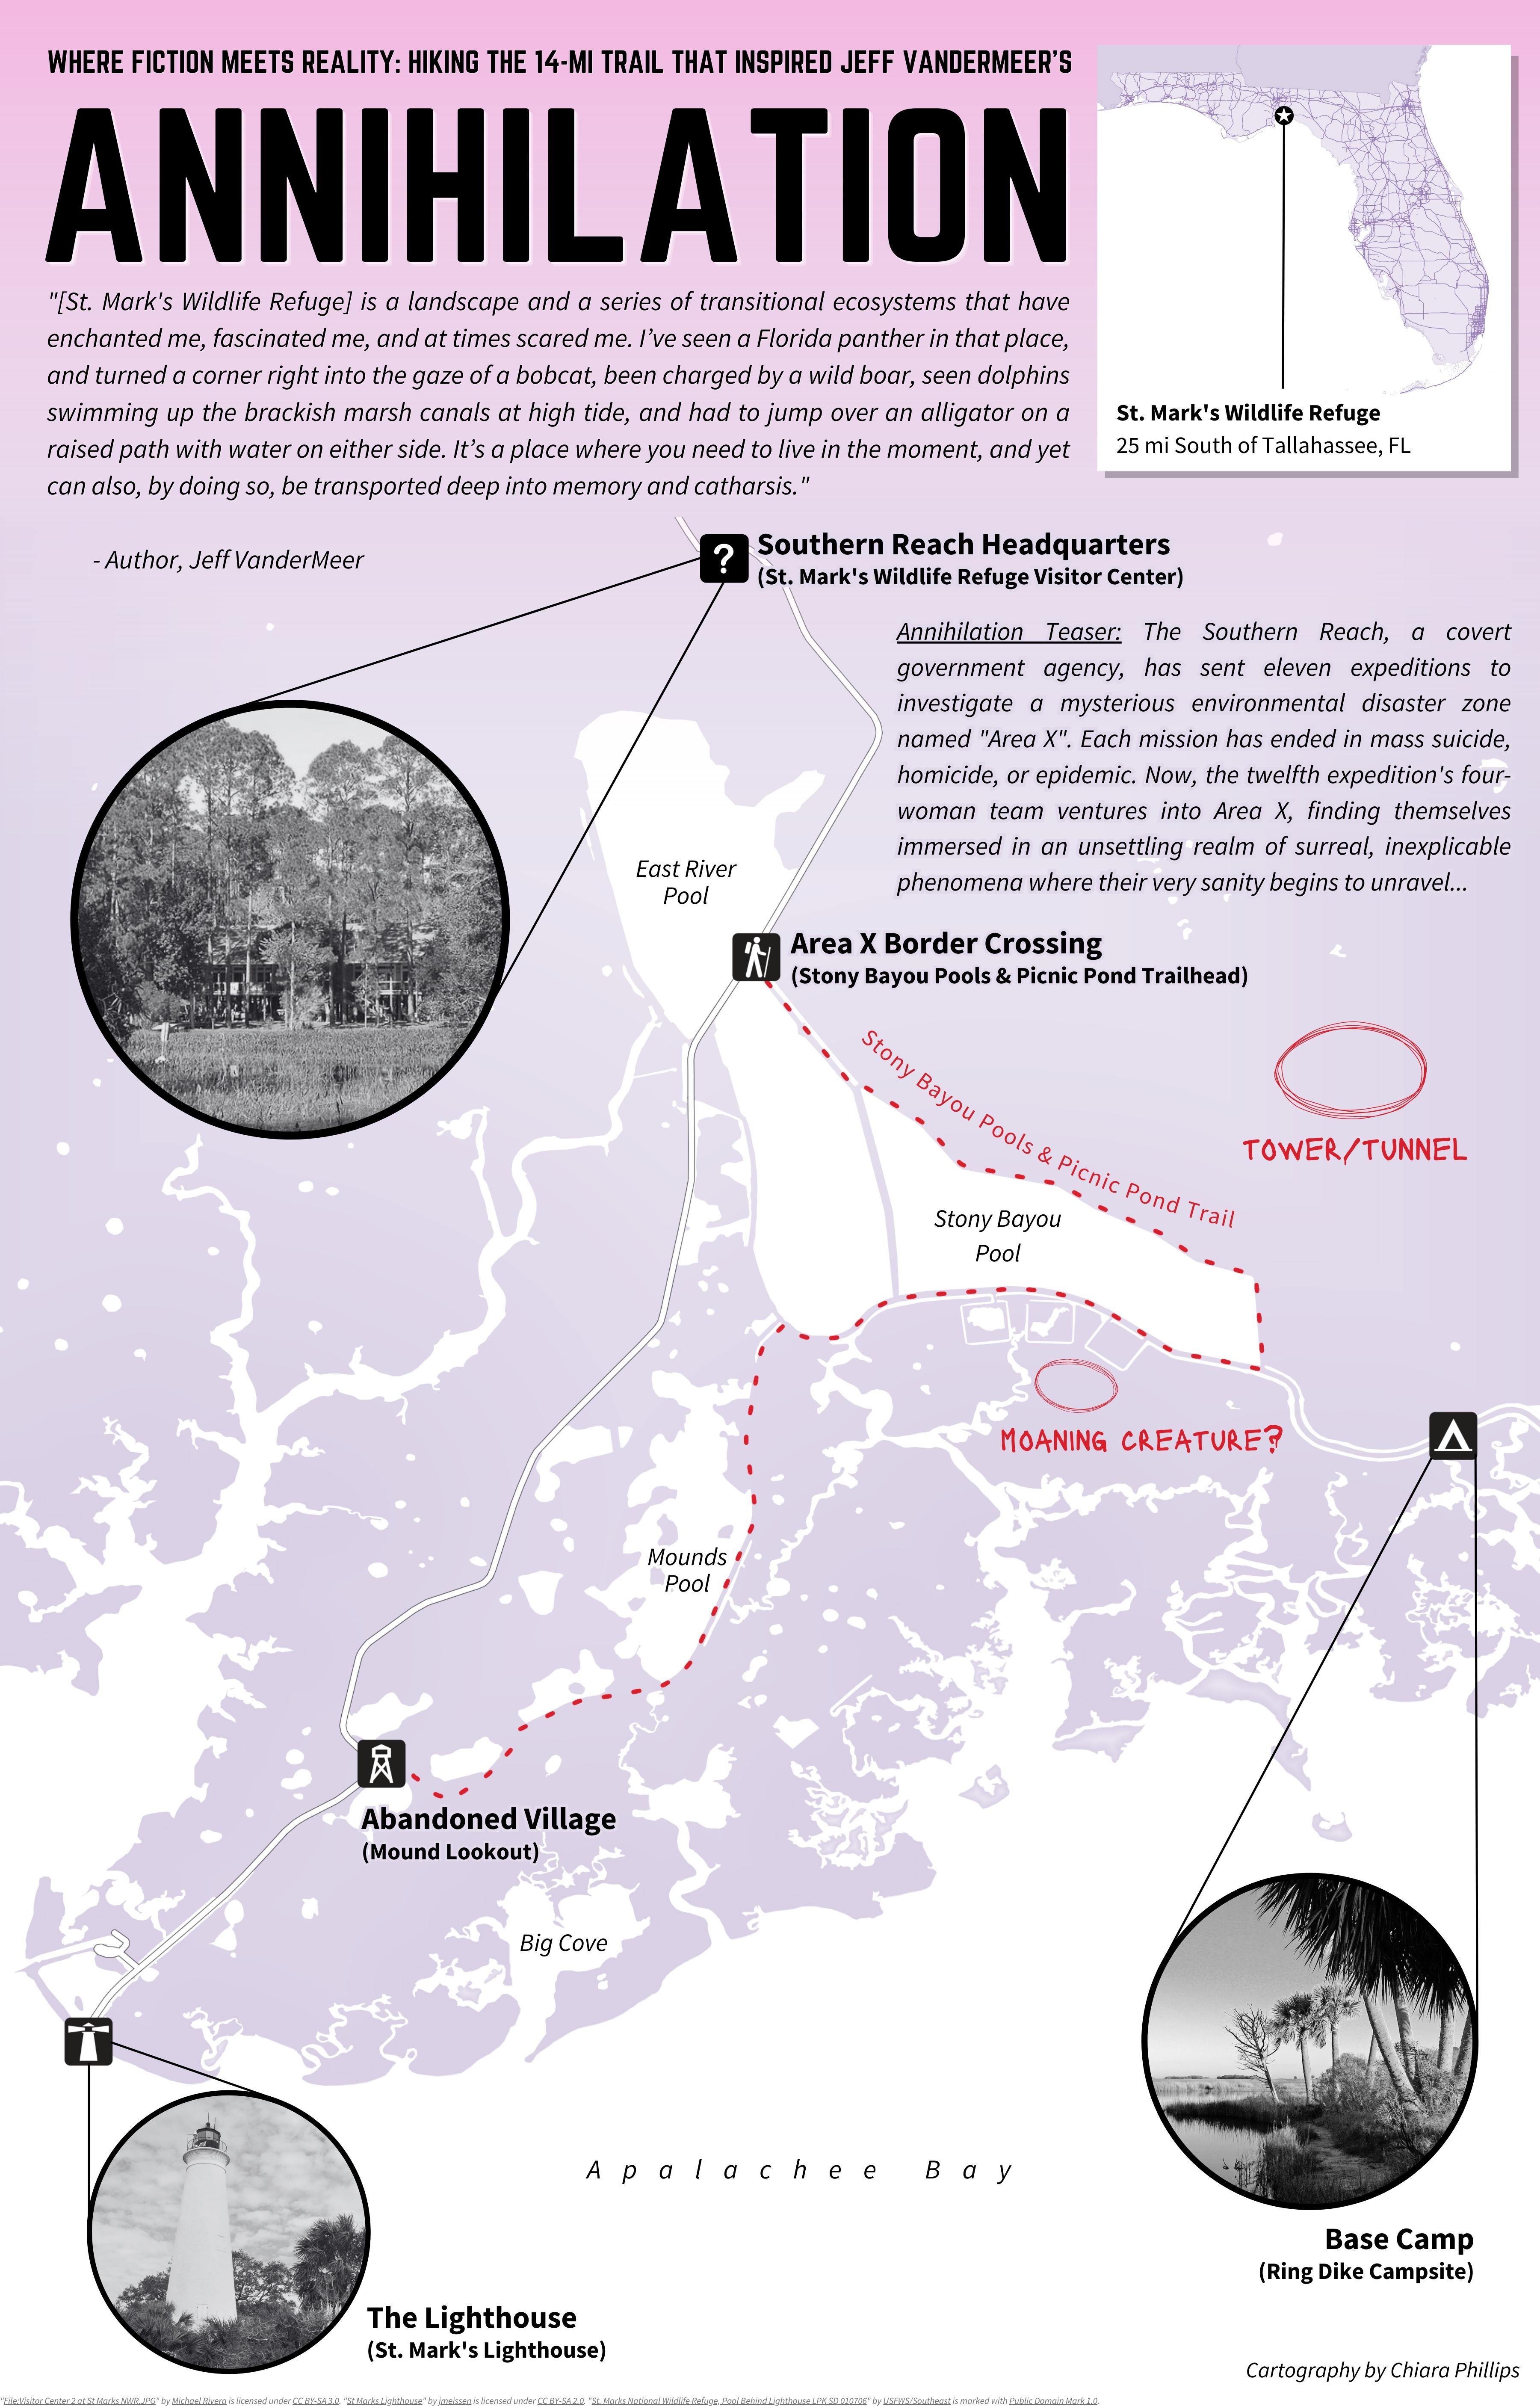 WHERE FICTION MEETS REALITY: HIKING THE 14-MI TRAIL THAT INSPIRED JEFF VANDERMEER'S
ANNIHILATION
"[St. Mark's Wildlife Refuge] is a landscape and a series of transitional ecosystems that have
enchanted me, fascinated me, and at times scared me. I've seen a Florida panther in that place,
and turned a corner right into the gaze of a bobcat, been charged by a wild boar, seen dolphins
swimming up the brackish marsh canals at high tide, and had to jump over an alligator on a
raised path with water on either side. It's a place where you need to live in the moment, and yet
can also, by doing so, be transported deep into memory and catharsis."
- Author, Jeff VanderMeer
St. Mark's Wildlife Refuge
25 mi South of Tallahassee, FL
?
Southern Reach Headquarters
(St. Mark's Wildlife Refuge Visitor Center)
Annihilation Teaser: The Southern Reach, a covert
government agency, has sent eleven expeditions to
investigate a mysterious environmental disaster zone
named "Area X". Each mission has ended in mass suicide,
homicide, or epidemic. Now, the twelfth expedition's four-
woman team ventures into Area X, finding themselves
immersed in an unsettling realm of surreal, inexplicable
phenomena where their very sanity begins to unravel...
East River
Pool
Area X Border Crossing
(Stony Bayou Pools & Picnic Pond Trailhead)
Stony Bayou Pools & Picnic Pond Trail
TOWER/TUNNEL
Stony Bayou
Pool
MOANING CREATURE?
Mounds
Pool
Abandoned Village
(Mound Lookout)
Big Cove
Apalachee Bay
Base Camp
(Ring Dike Campsite)
The Lighthouse
(St. Mark's Lighthouse)
Cartography by Chiara Phillips
"File:Visitor Center 2 at St Marks NWR.JPG" by Michael Rivera is licensed under CC BY-SA 3.0. "St Marks Lighthouse" by jmeissen is licensed under CC BY-SA 2.0. "St. Marks National Wildlife Refuge, Pool Behind Lighthouse LPK SD 010706" by USFWS/Southeast is marked with Public Domain Mark 1.0.